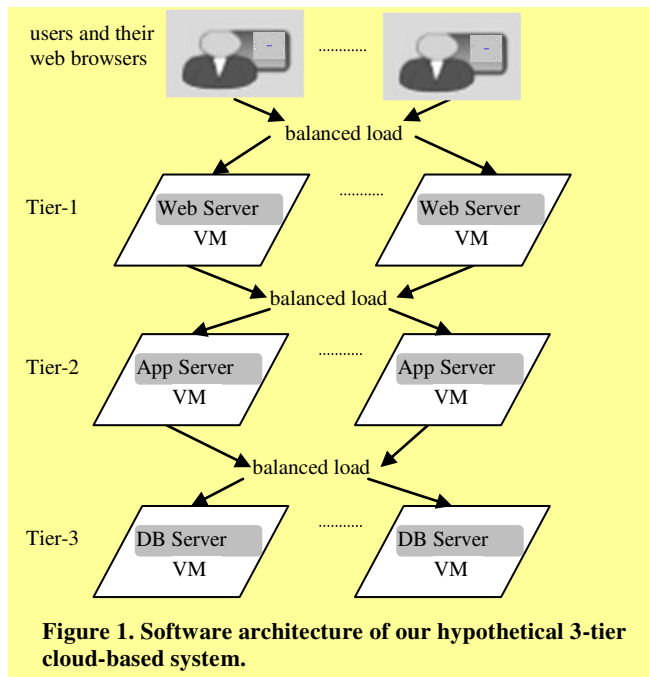 users and their
web browsers
............
balanced load
Tier-1
Web Server
VM
...........
Web Server
VM
balanced load
Tier-2
App Server
VM
...........
App Server
VM
balanced load
Tier-3
DB Server
VM
...........
DB Server
VM
Figure 1. Software architecture of our hypothetical 3-tier
cloud-based system.